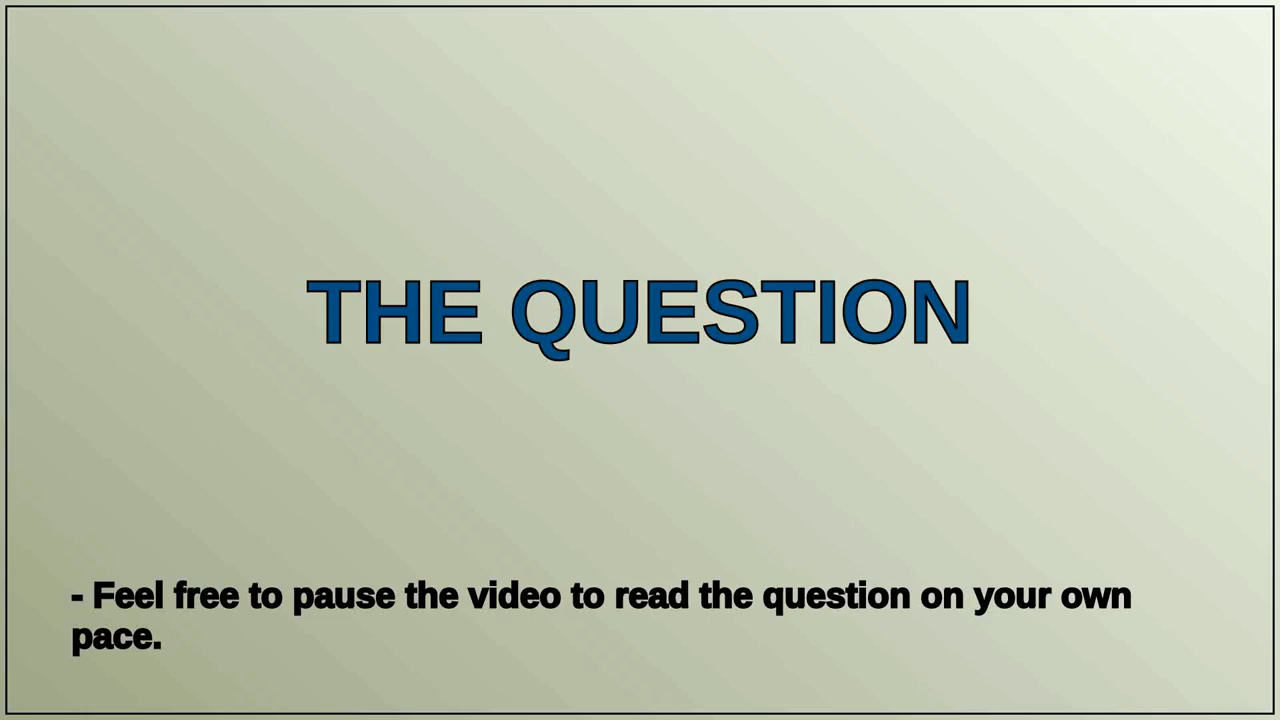 THE QUESTION
- Feel free to pause the video to read the question on your own
pace.